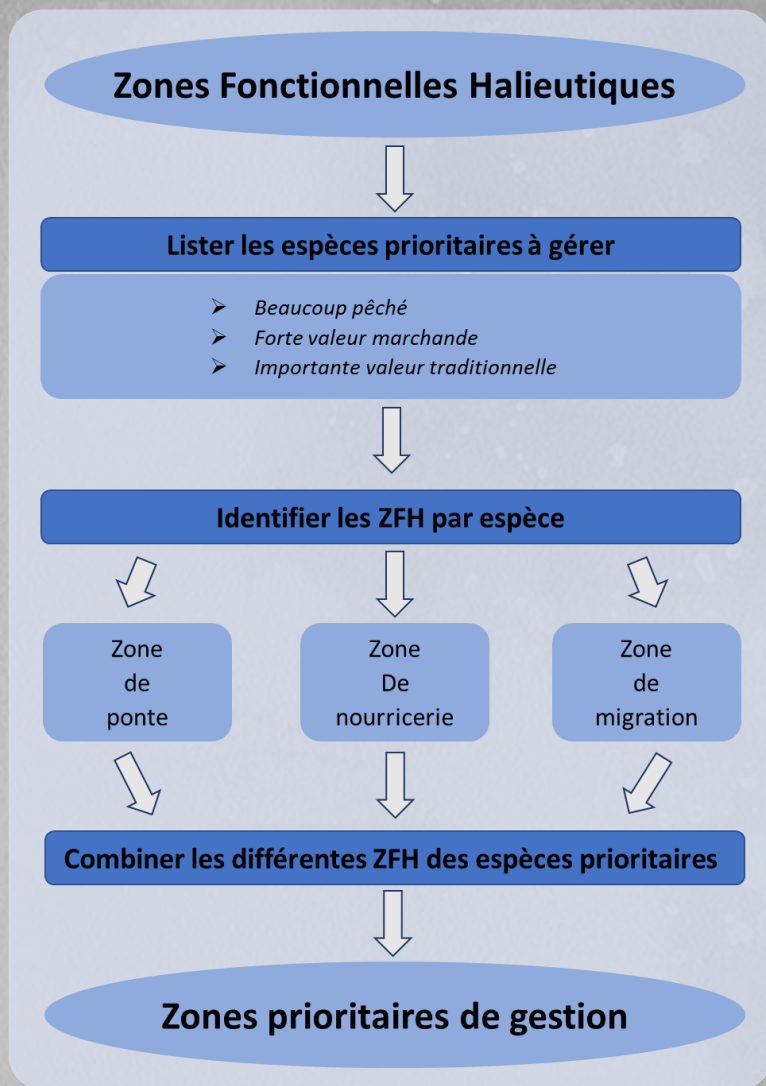 Zones Fonctionnelles Halieutiques
Lister les espèces prioritaires à gérer
➢ Beaucoup pêché
➢ Forte valeur marchande
➢ Importante valeur traditionnelle
Identifier les ZFH par espèce
Zone
de
ponte
Zone
De
nourricerie
Zone
de
migration
Combiner les différentes ZFH des espèces prioritaires
Zones prioritaires de gestion